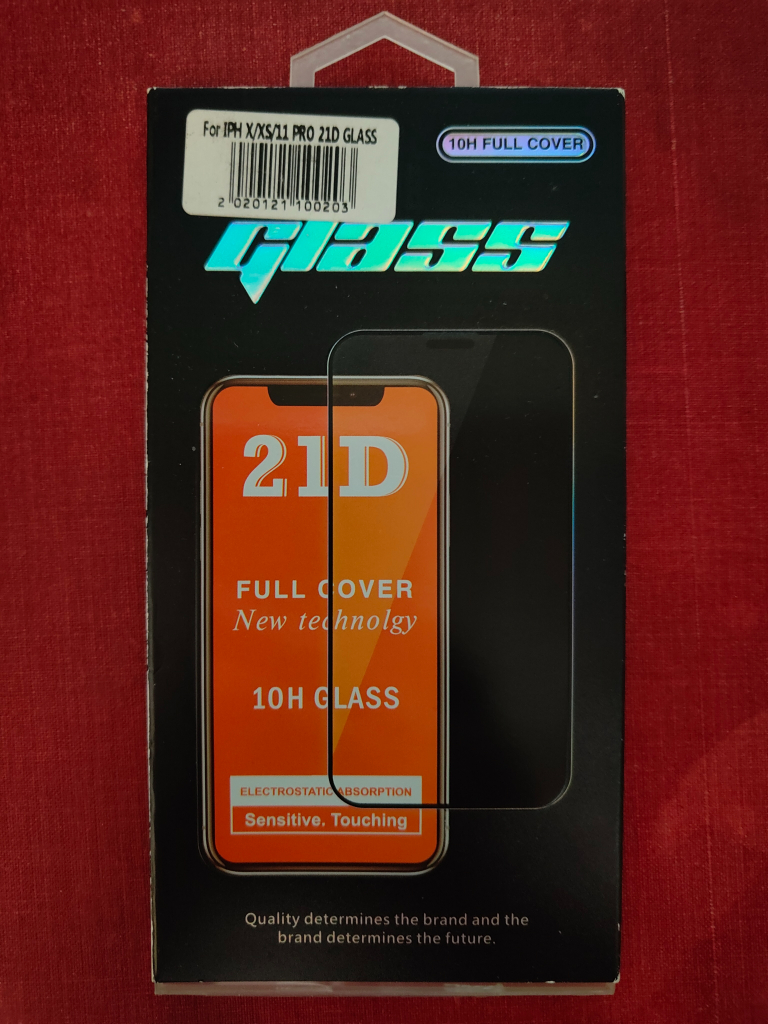 For IPH X/XS/11 PRO 21D GLASS
2 020121 100203
10H FULL COVER
Glass
21D
FULL COVER
New technolgy
10H GLASS
ELECTROSTATIC ABSORPTION
Sensitive. Touching
Quality determines the brand and the
brand determines the future.